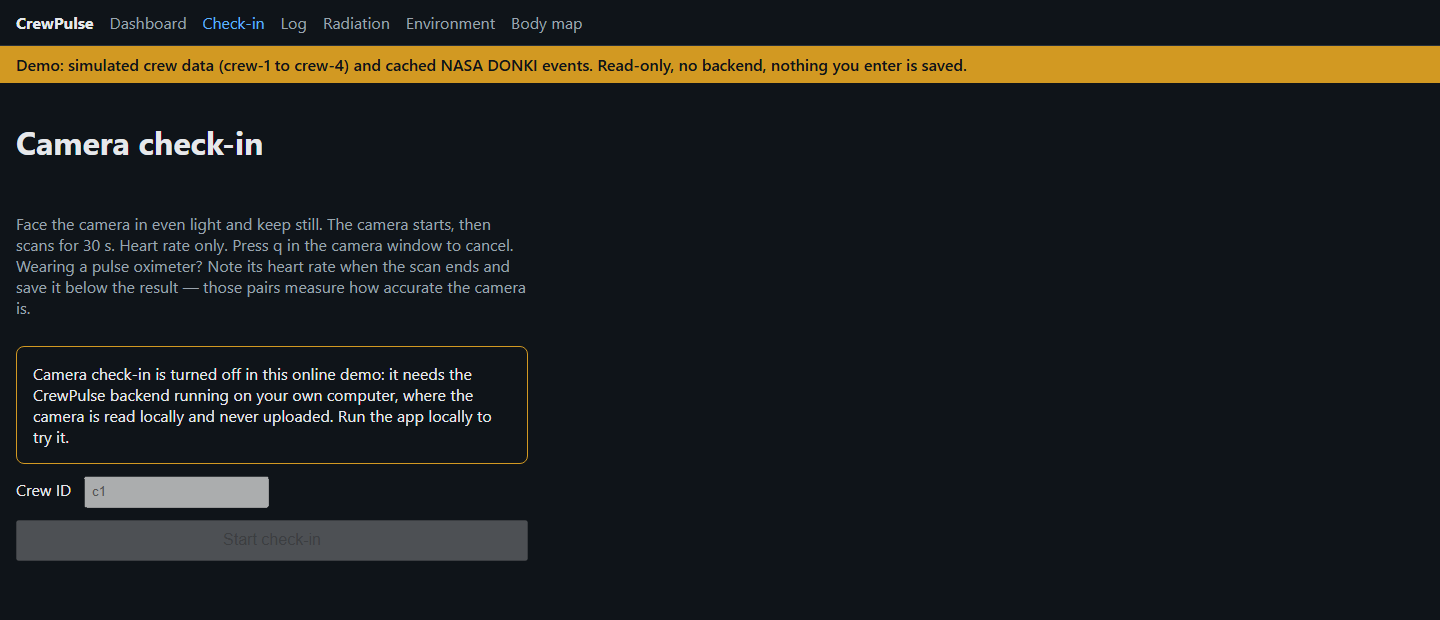 CrewPulse Dashboard Check-in Log Radiation Environment Body map
Demo: simulated crew data (crew-1 to crew-4) and cached NASA DONKI events. Read-only, no backend, nothing you enter is saved.
Camera check-in
Face the camera in even light and keep still. The camera starts, then
scans for 30 s. Heart rate only. Press q in the camera window to cancel.
Wearing a pulse oximeter? Note its heart rate when the scan ends and
save it below the result — those pairs measure how accurate the camera
is.
Camera check-in is turned off in this online demo: it needs the
CrewPulse backend running on your own computer, where the
camera is read locally and never uploaded. Run the app locally to
try it.
Crew ID c1
Start check-in